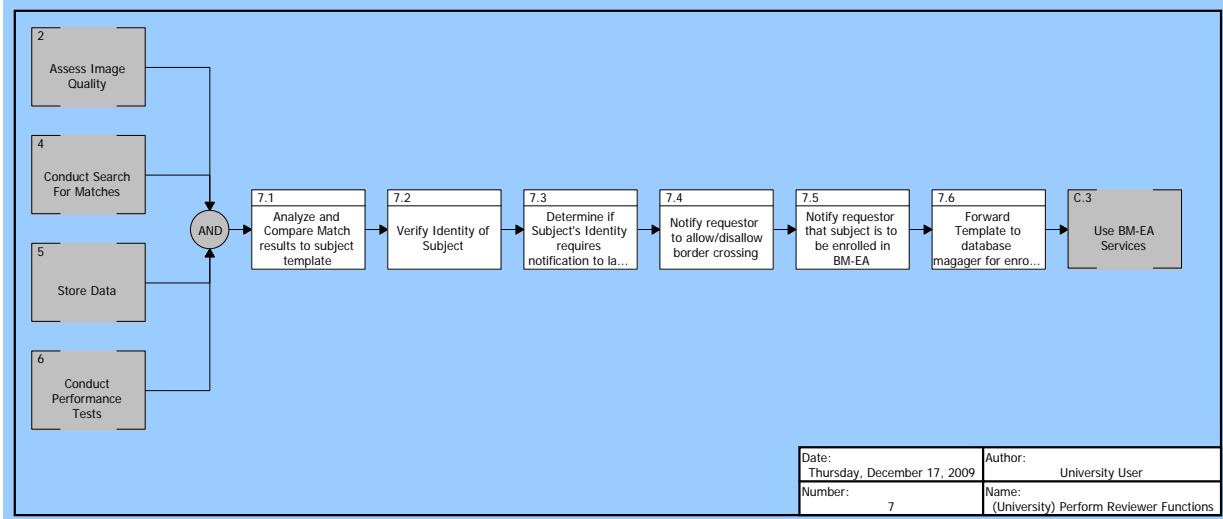 2
Assess Image
Quality
4
Conduct Search
For Matches
5
Store Data
6
Conduct
Performance
Tests
AND
7.1
Analyze and
Compare Match
results to subject
template
7.2
Verify Identity of
Subject
7.3
Determine if
Subject's Identity
requires
notification to la...
7.4
Notify requestor
to allow/disallow
border crossing
7.5
Notify requestor
that subject is to
be enrolled in
BM-EA
7.6
Forward
Template to
database
magager for enro...
C.3
Use BM-EA
Services
Date:
Thursday, December 17, 2009
Author:
University User
Number:
7
Name:
(University) Perform Reviewer Functions